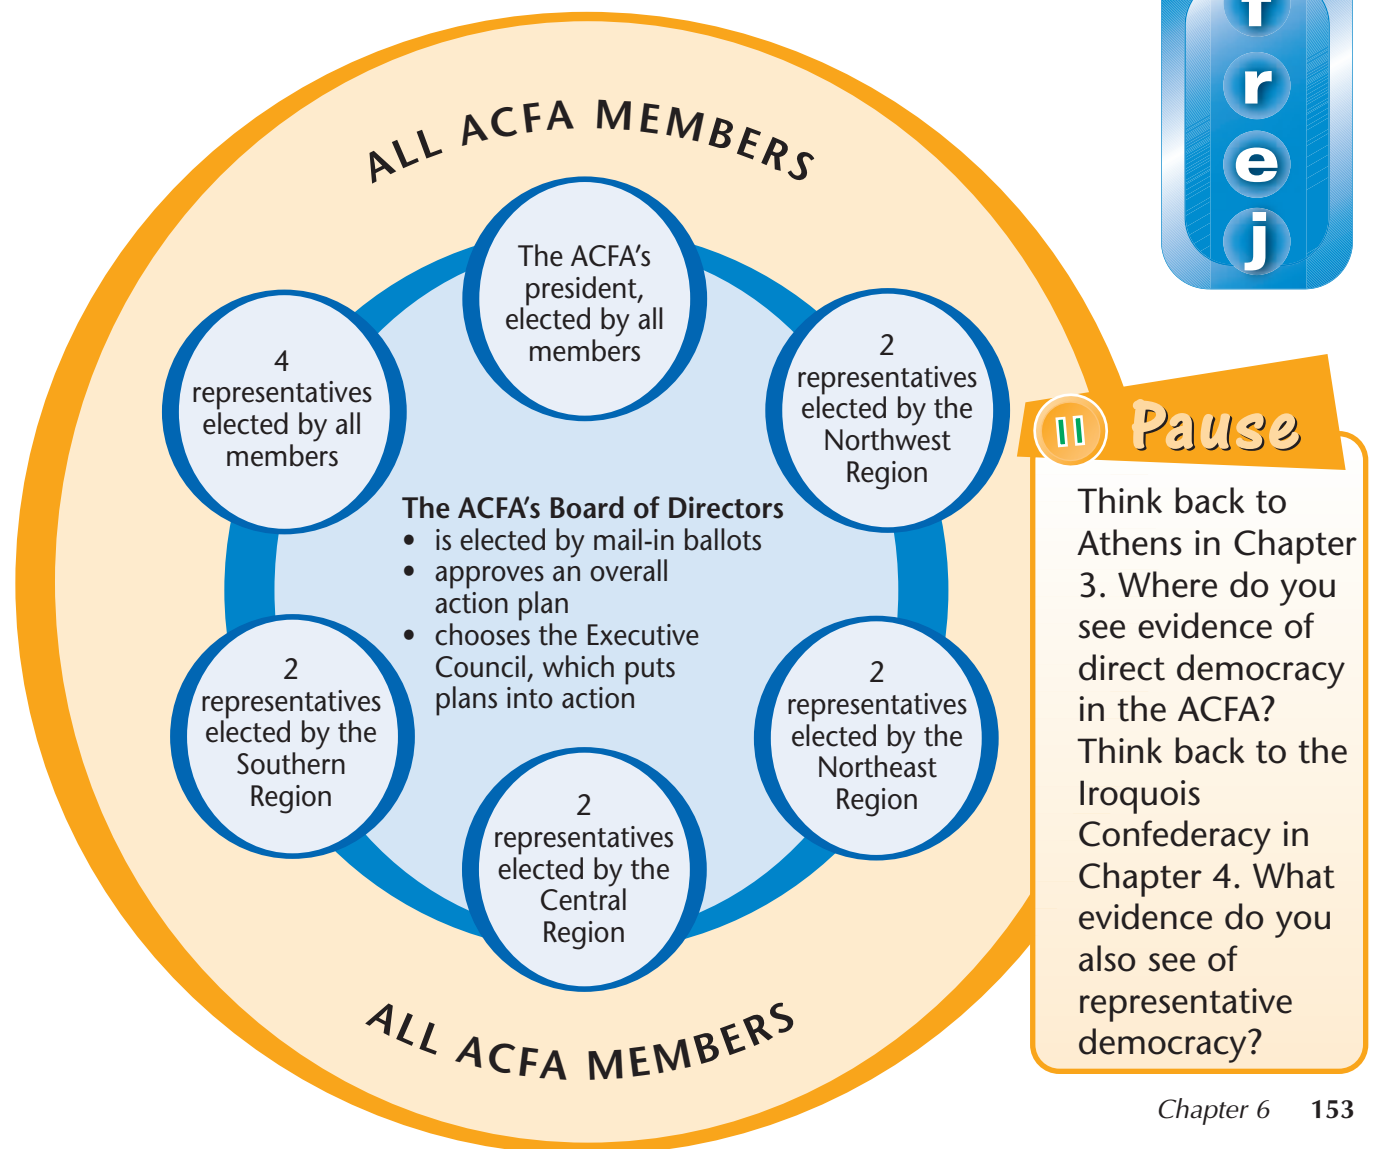 f
r
e
j
ALL ACFA MEMBERS
The ACFA's
president,
elected by all
members
4
representatives
elected by all
members
2
representatives
elected by the
Northwest
Region
The ACFA's Board of Directors
• is elected by mail-in ballots
• approves an overall
action plan
• chooses the Executive
Council, which puts
plans into action
2
representatives
elected by the
Southern
Region
2
representatives
elected by the
Northeast
Region
2
representatives
elected by the
Central
Region
ALL ACFA MEMBERS
Pause
Think back to
Athens in Chapter
3. Where do you
see evidence of
direct democracy
in the ACFA?
Think back to the
Iroquois
Confederacy in
Chapter 4. What
evidence do you
also see of
representative
democracy?
Chapter 6 153